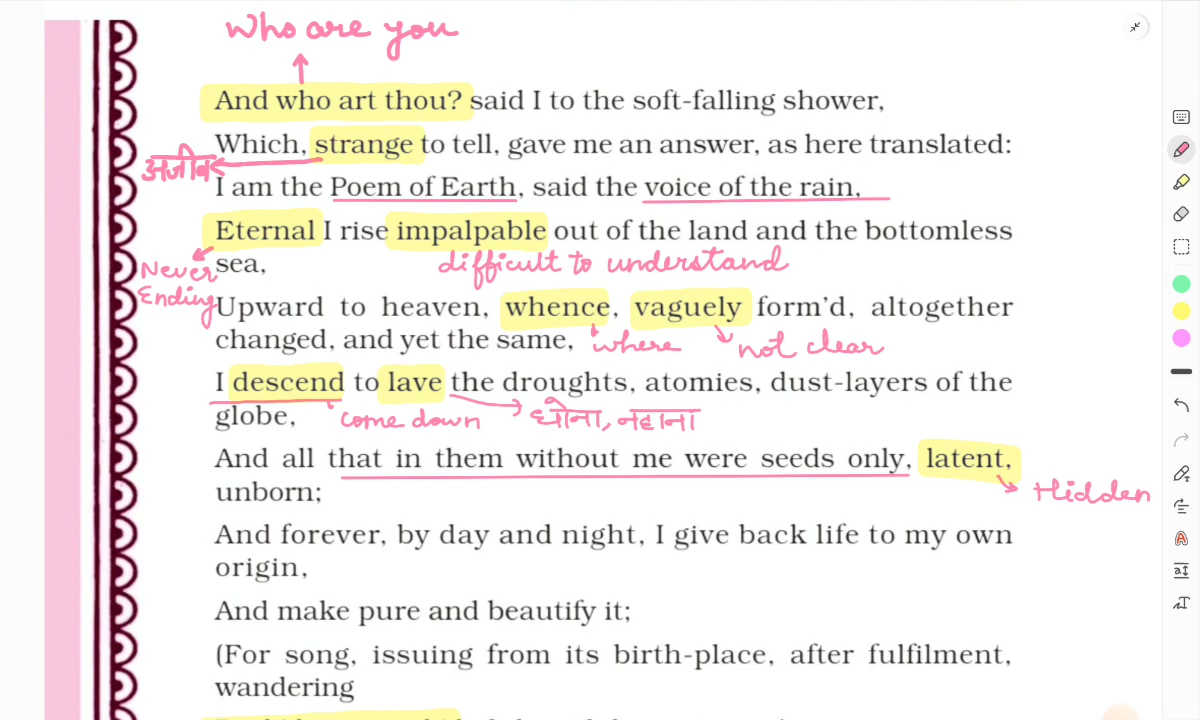 Who are you
And who art thou? said I to the soft-falling shower,
Which, strange to tell, gave me an answer, as here translated:
अजीब
I am the Poem of Earth, said the voice of the rain,
Eternal I rise impalpable out of the land and the bottomless
sea,
Never
Ending
difficult to understand
Upward to heaven, whence, vaguely form'd, altogether
changed, and yet the same,
where
not clear
I descend to lave the droughts, atomies, dust-layers of the
globe,
come down
धोना, नहाना
And all that in them without me were seeds only, latent,
unborn;
Hidden
And forever, by day and night, I give back life to my own
origin,
And make pure and beautify it;
(For song, issuing from its birth-place, after fulfilment,
wandering